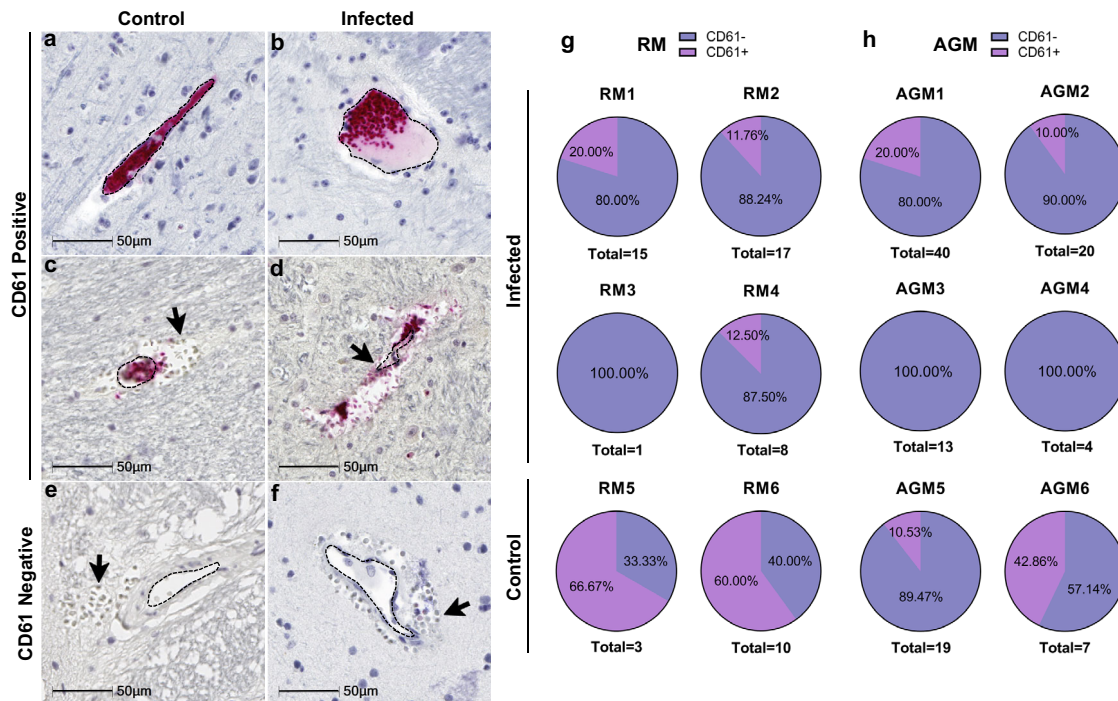 Control
Infected
CD61 Positive
CD61 Negative
a
b
50µm
50µm
c
d
50µm
50µm
e
f
50µm
50µm
g
RM
CD61-
CD61+
h
AGM
CD61-
CD61+
Infected
RM1
RM2
AGM1
AGM2
20.00%
80.00%
11.76%
88.24%
20.00%
80.00%
10.00%
90.00%
Total=15
Total=17
Total=40
Total=20
RM3
RM4
AGM3
AGM4
100.00%
12.50%
87.50%
100.00%
100.00%
Total=1
Total=8
Total=13
Total=4
Control
RM5
RM6
AGM5
AGM6
33.33%
66.67%
40.00%
60.00%
10.53%
89.47%
42.86%
57.14%
Total=3
Total=10
Total=19
Total=7